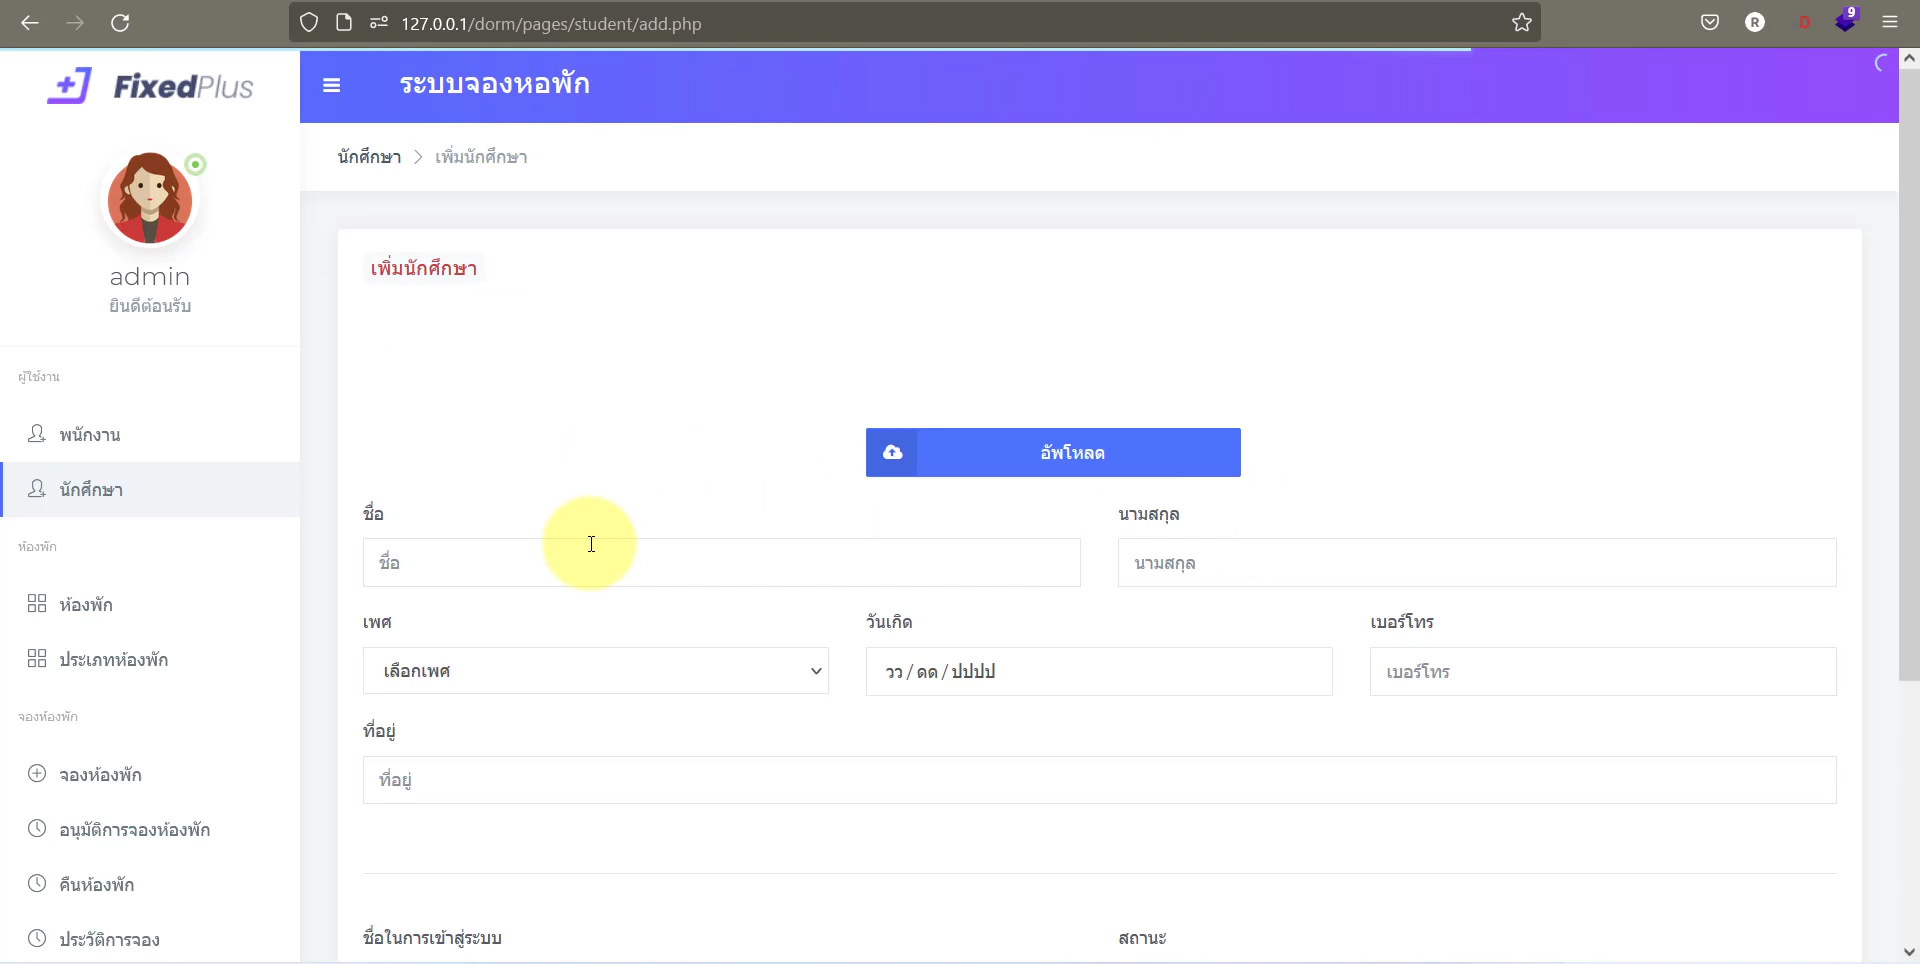 127.0.0.1/dorm/pages/student/add.php
R
D
9
FixedPlus
ระบบจองหอพัก
นักศึกษา > เพิ่มนักศึกษา
admin
ยินดีต้อนรับ
ผู้ใช้งาน
พนักงาน
นักศึกษา
ห้องพัก
ห้องพัก
ประเภทห้องพัก
จองห้องพัก
จองห้องพัก
อนุมัติการจองห้องพัก
คืนห้องพัก
ประวัติการจอง
เพิ่มนักศึกษา
อัพโหลด
ชื่อ นามสกุล
ชื่อ นามสกุล
เพศ วันเกิด เบอร์โทร
เลือกเพศ วว / ดด / ปปปป เบอร์โทร
ที่อยู่
ที่อยู่
ชื่อในการเข้าสู่ระบบ สถานะ